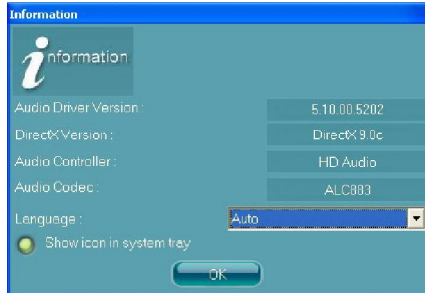 Information
information
Audio Driver Version : 5.10.00.5202
DirectX Version : DirectX 9.0c
Audio Controller : HD Audio
Audio Codec : ALC883
Language : Auto
Show icon in system tray
OK